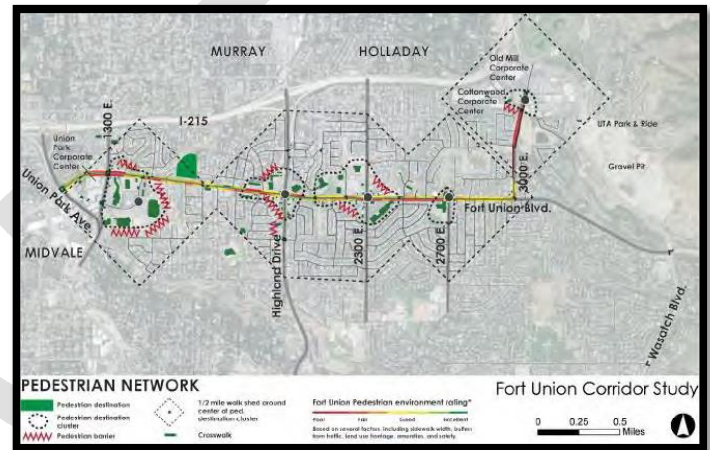 MURRAY
HOLLADAY
Old Mill
Corporate
Center
Cottonwood
Corporate
Center
1300 E.
I-215
Union
Park
Corporate
Center
UTA Park & Ride
Gravel Pit
3000 E.
Union Park Ave.
Fort Union Blvd.
MIDVALE
Highland Drive
2300 E.
2700 E.
Wasatch Blvd.
PEDESTRIAN NETWORK
Fort Union Corridor Study
Pedestrian destination
Pedestrian destination
cluster
Pedestrian barrier
1/2 mile walk shed around
center of ped.
destination cluster
Crosswalk
Fort Union Pedestrian environment rating*
Poor Fair Good Excellent
Based on several factors, including sidewalk width, buffers
from traffic, land use frontage, amenities, and safety.
0 0.25 0.5
Miles